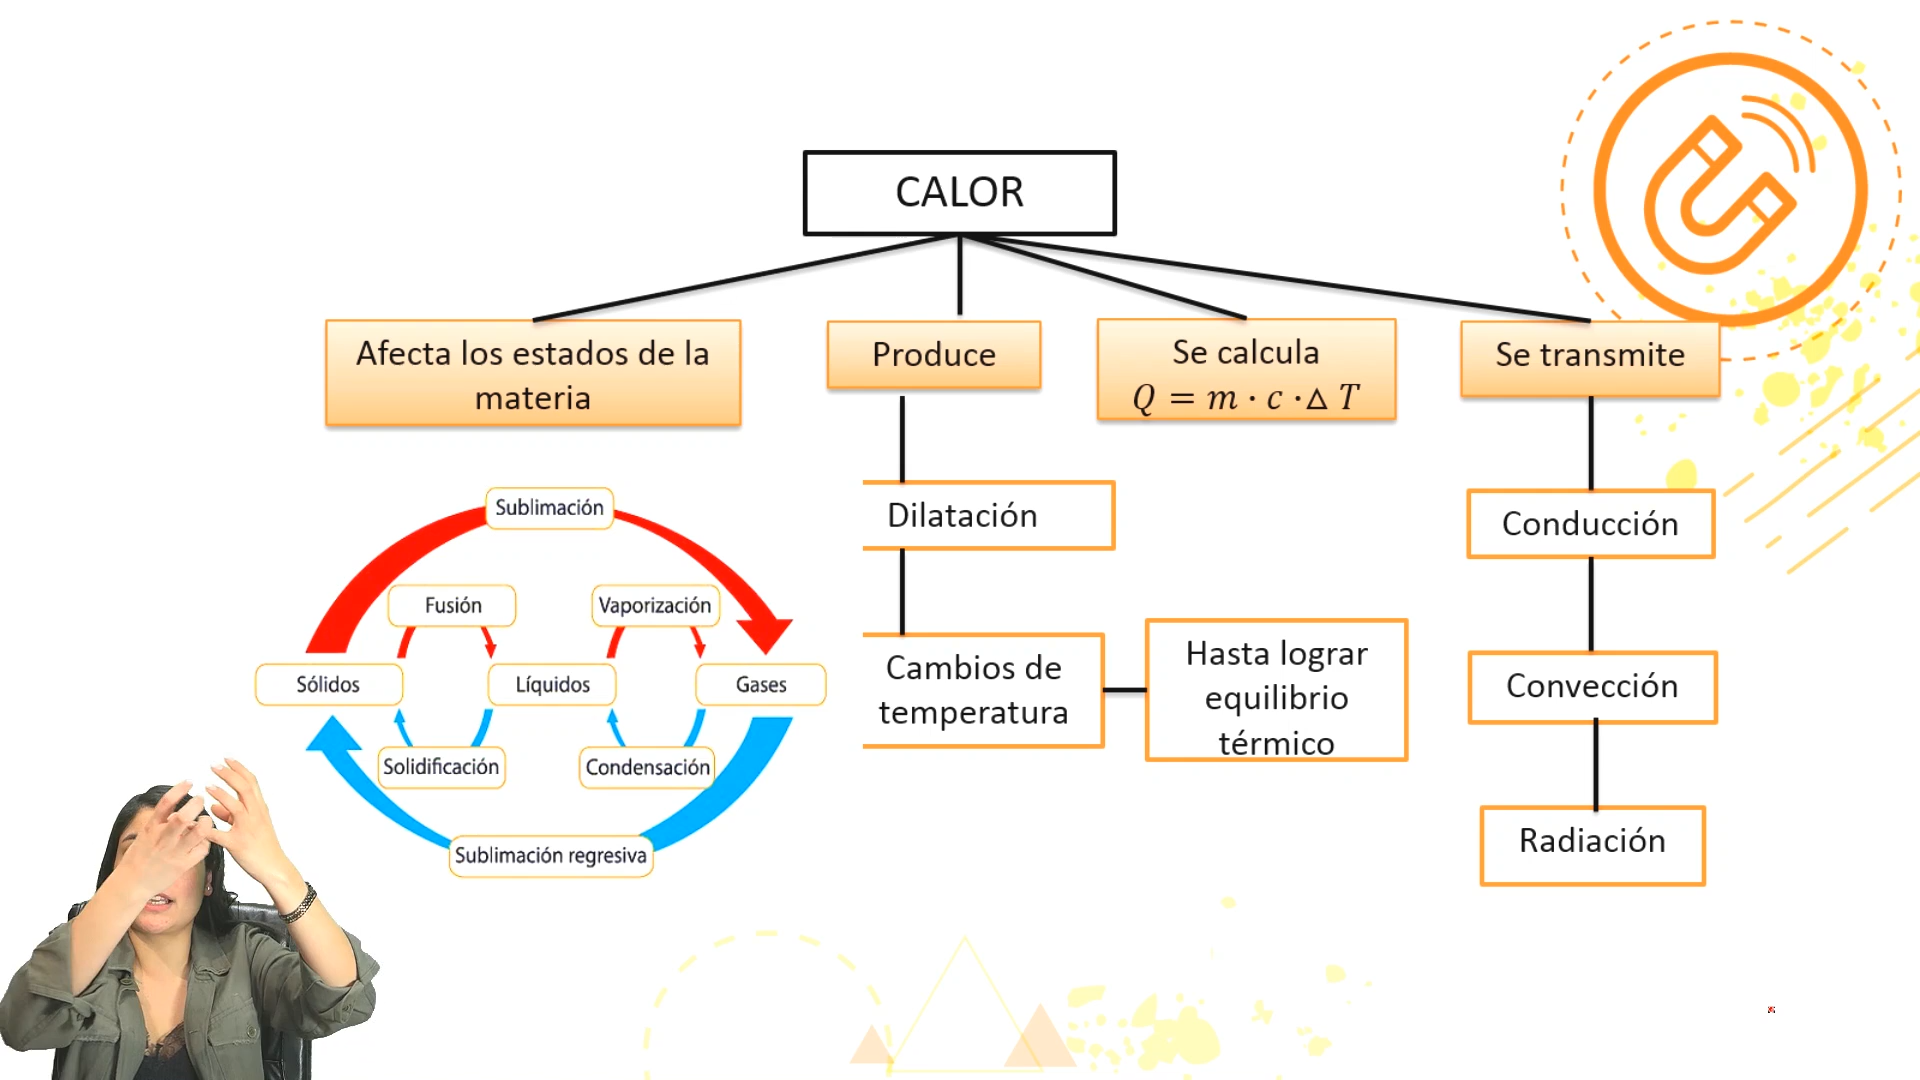 CALOR
Afecta los estados de la
materia
Produce
Se calcula
Q = m · c · △ T
Se transmite
Sublimación
Fusión
Vaporización
Sólidos
Líquidos
Gases
Solidificación
Condensación
Sublimación regresiva
Dilatación
Cambios de
temperatura
Hasta lograr
equilibrio
térmico
Conducción
Convección
Radiación